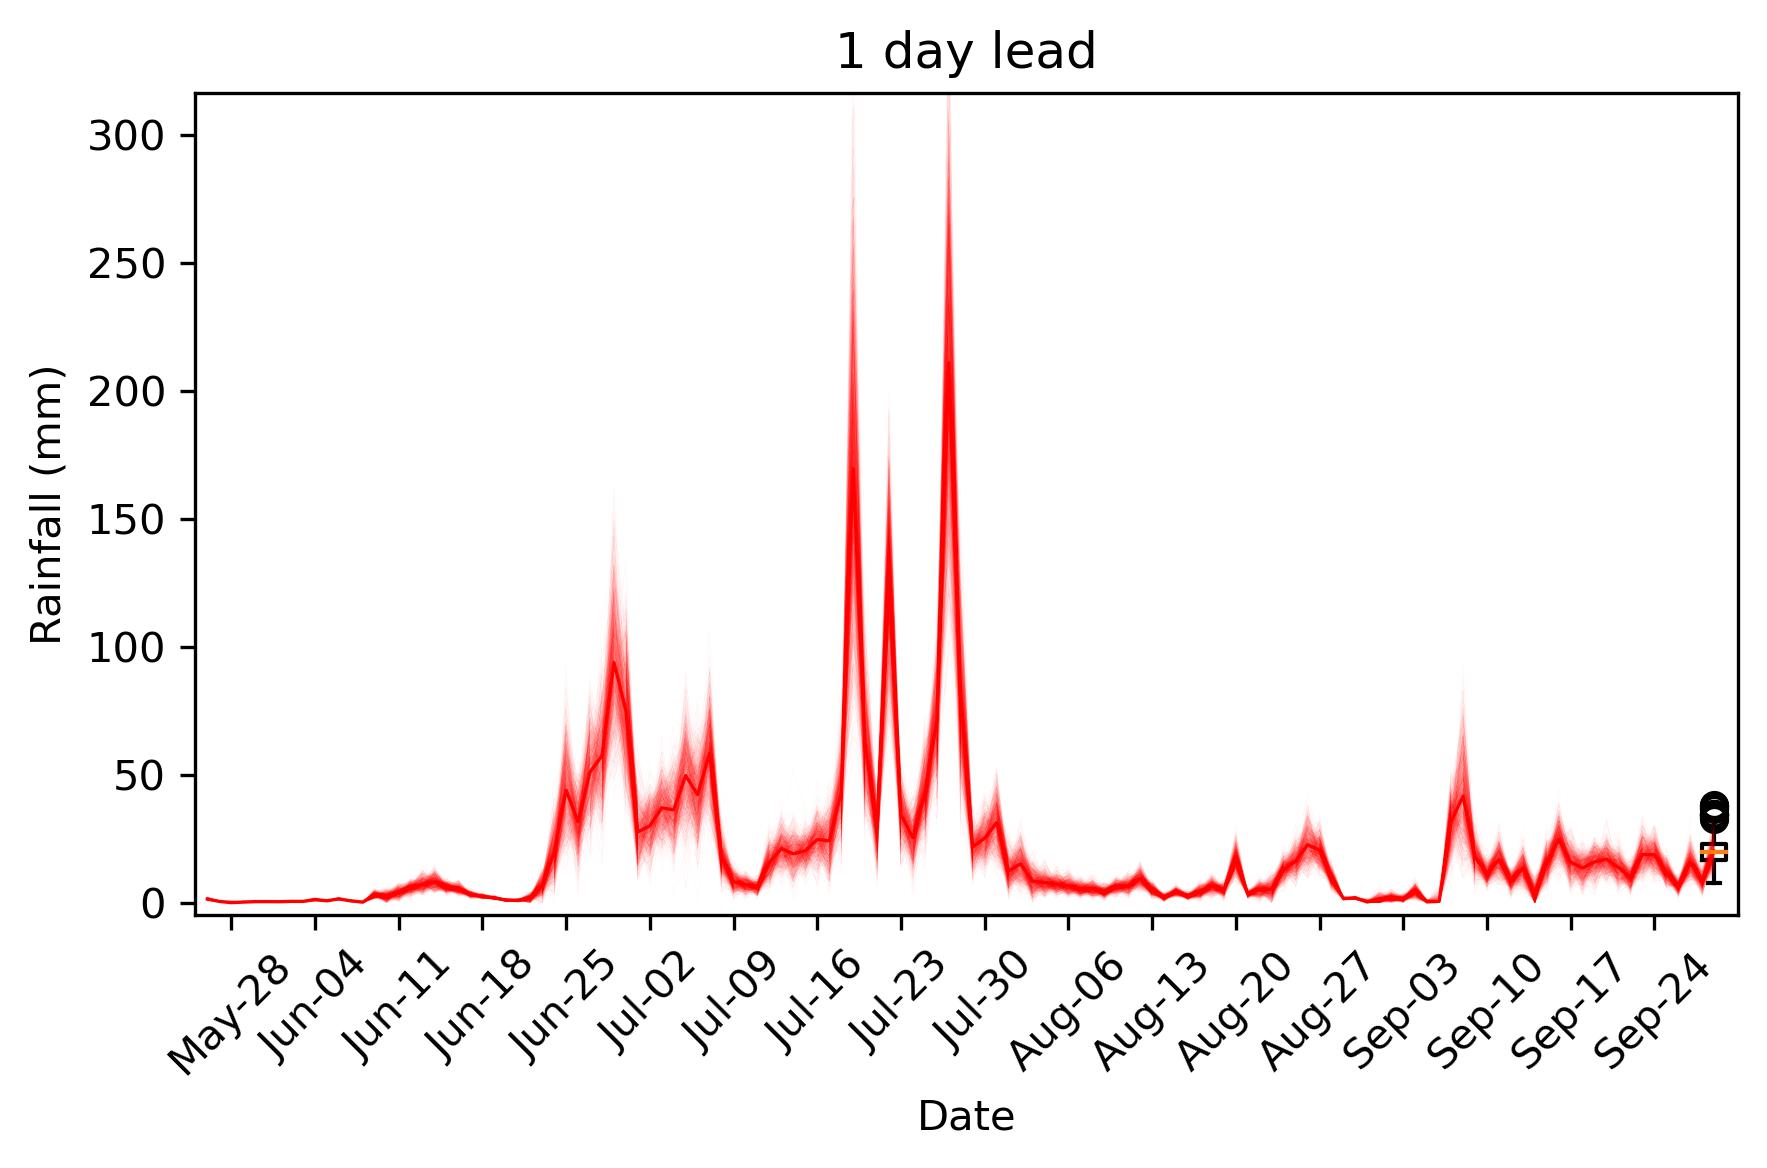 1 day lead
Rainfall (mm)
300
250
200
150
100
50
0
May-28
Jun-04
Jun-11
Jun-18
Jun-25
Jul-02
Jul-09
Jul-16
Jul-23
Jul-30
Aug-06
Aug-13
Aug-20
Aug-27
Sep-03
Sep-10
Sep-17
Sep-24
Date